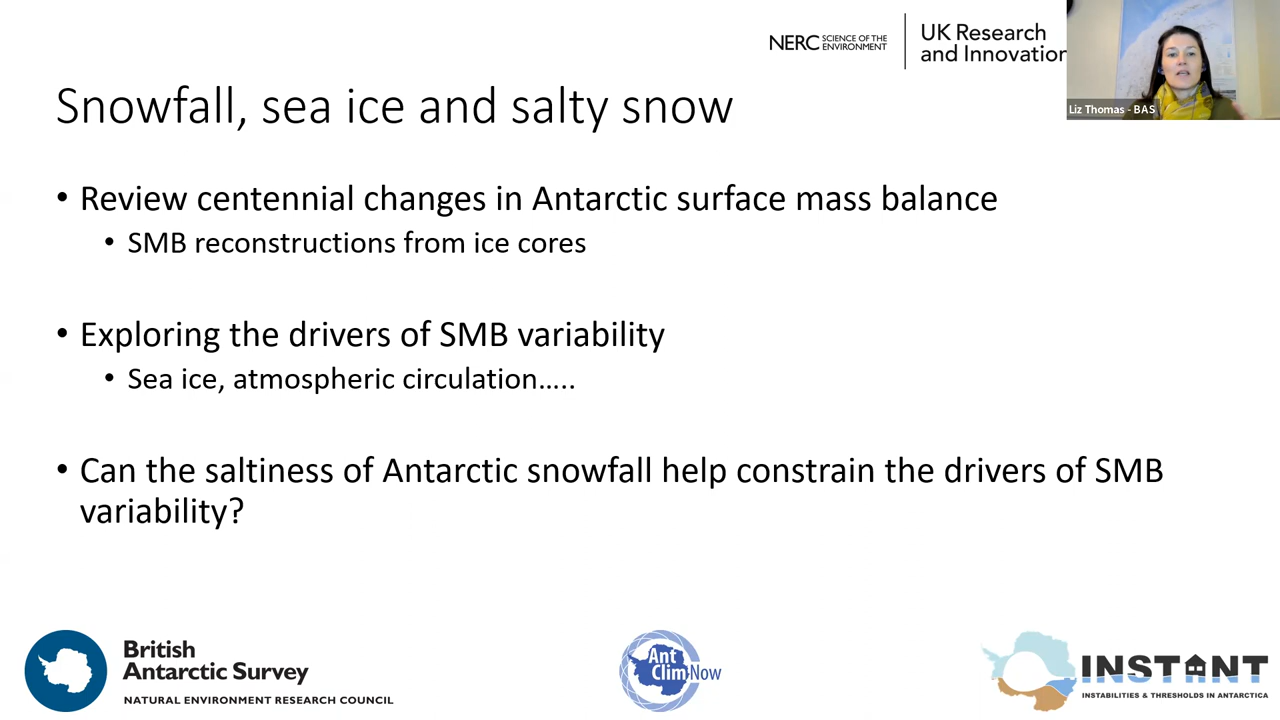 NERC SCIENCE OF THE ENVIRONMENT
UK Research and Innovation
Liz Thomas - BAS
Snowfall, sea ice and salty snow
• Review centennial changes in Antarctic surface mass balance
• SMB reconstructions from ice cores
• Exploring the drivers of SMB variability
• Sea ice, atmospheric circulation.....
• Can the saltiness of Antarctic snowfall help constrain the drivers of SMB
variability?
British
Antarctic Survey
NATURAL ENVIRONMENT RESEARCH COUNCIL
Ant
Clim Now
INSTANT
INSTABILITIES & THRESHOLDS IN ANTARCTICA